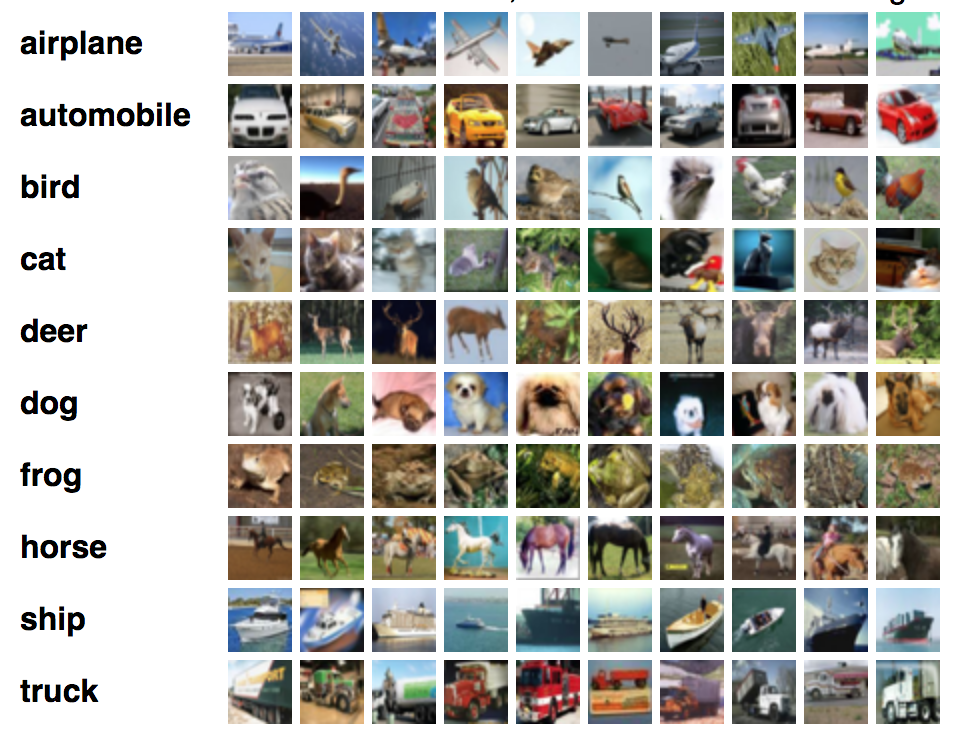 airplane
automobile
bird
cat
deer
dog
frog
horse
ship
truck